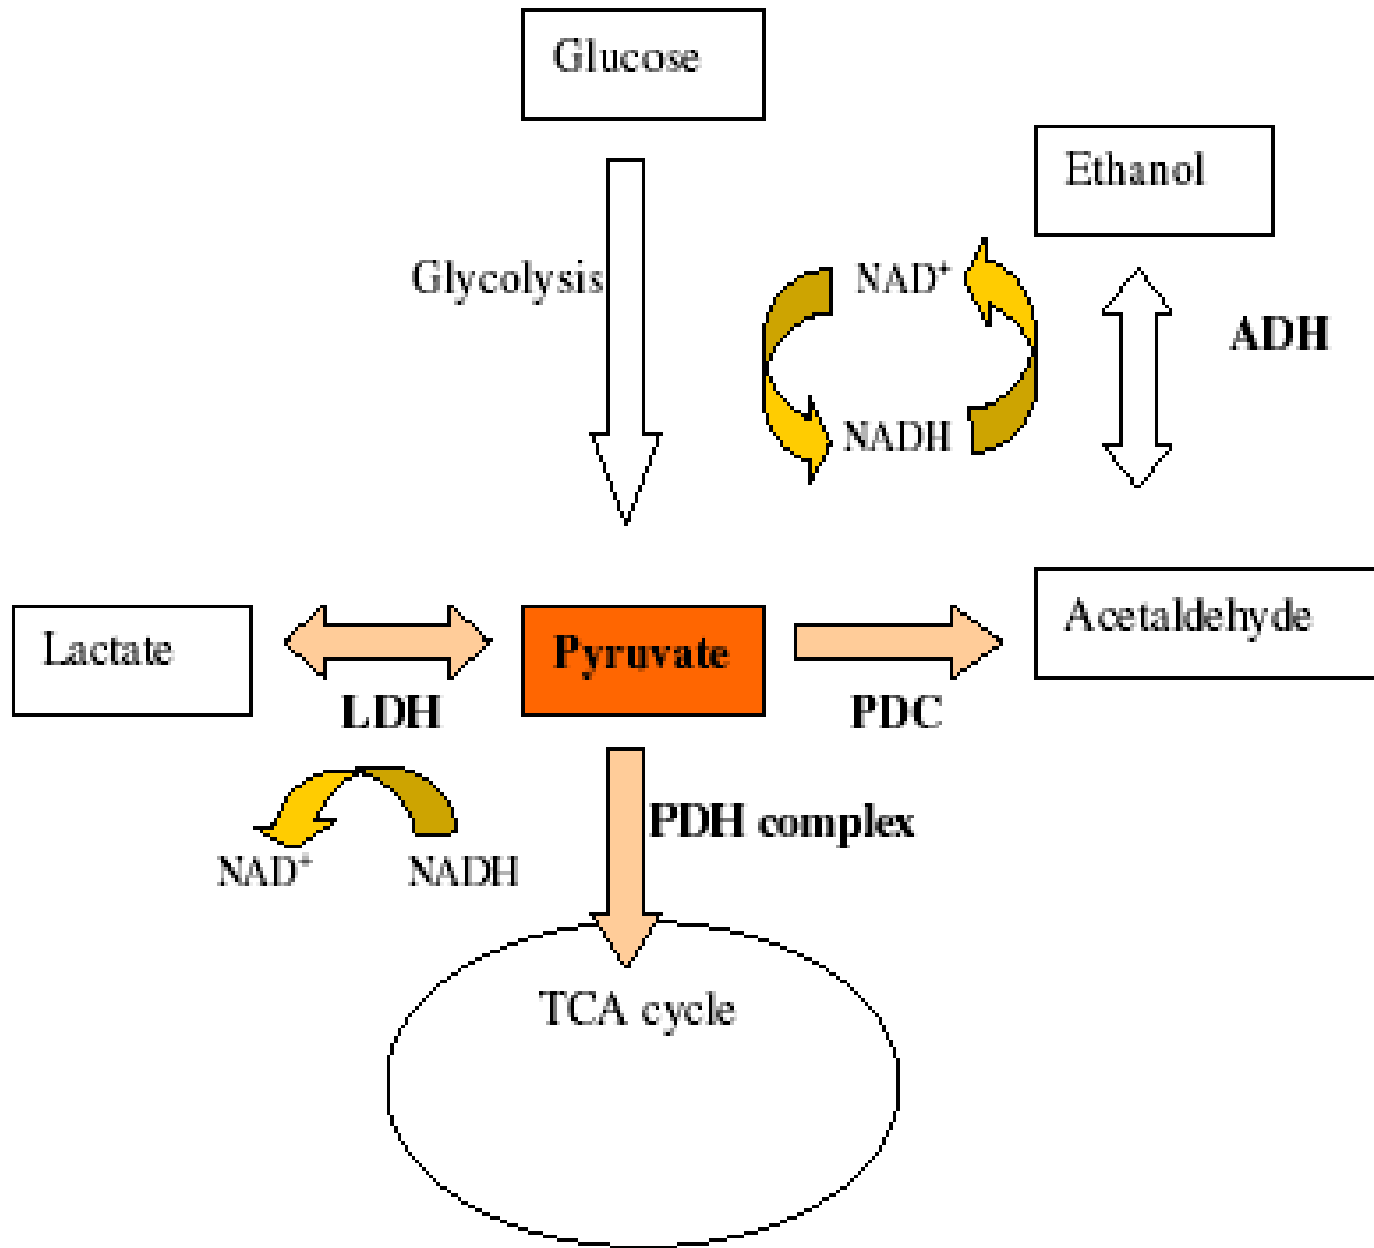 Glucose
Ethanol
Glycolysis
NAD⁺
ADH
NADH
Lactate
Pyruvate
Acetaldehyde
LDH
PDC
PDH complex
NAD⁺
NADH
TCA cycle